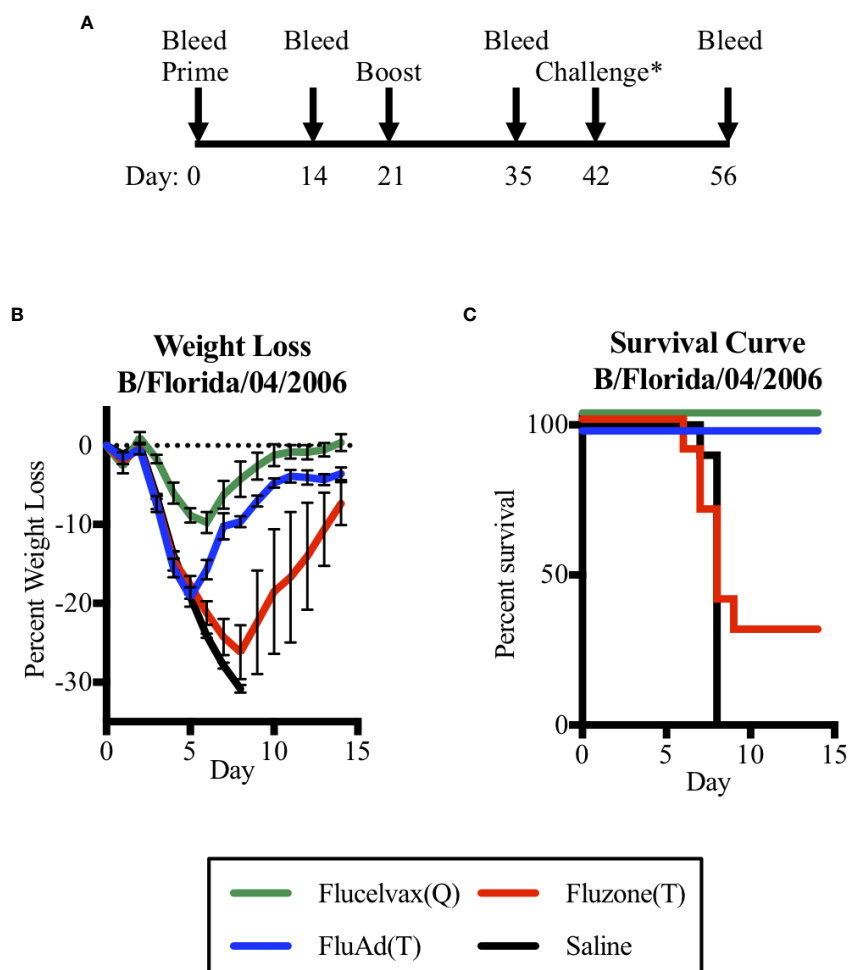 A
Bleed Bleed Bleed Bleed
Prime Boost Challenge*
Day: 0 14 21 35 42 56
B
Weight Loss
B/Florida/04/2006
Percent Weight Loss
0
-10
-20
-30
0 5 10 15
Day
C
Survival Curve
B/Florida/04/2006
Percent survival
100
50
0
0 5 10 15
Day
Flucelvax(Q) Fluzone(T)
FluAd(T) Saline